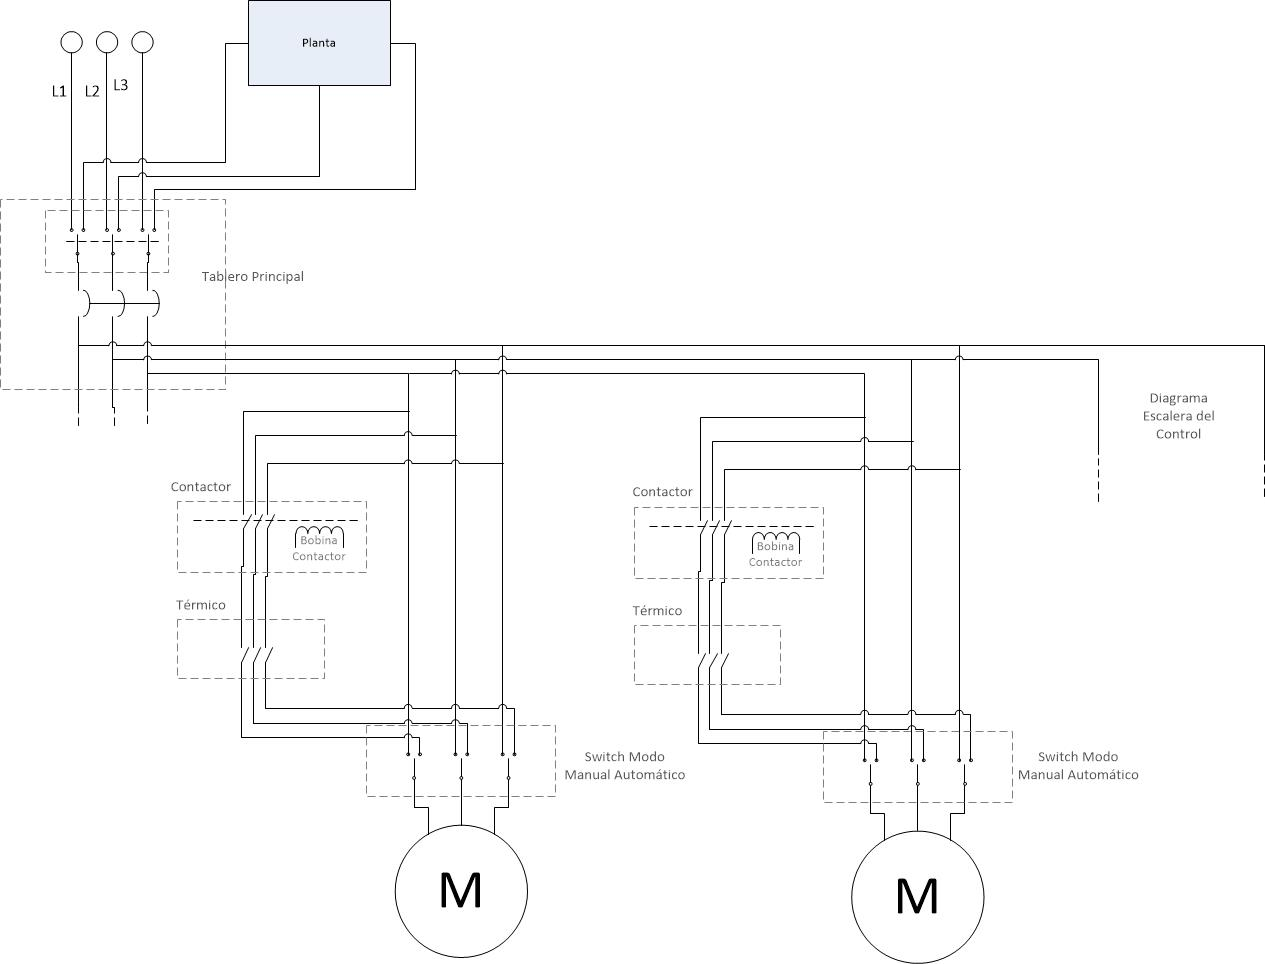 Planta
L1
L2
L3
Tablero Principal
Diagrama
Escalera del
Control
Contactor
Bobina
Contactor
Contactor
Bobina
Contactor
Térmico
Térmico
Switch Modo
Manual Automático
Switch Modo
Manual Automático
M
M